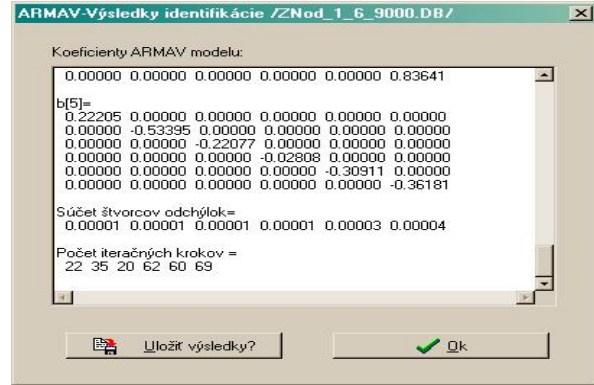 ARMAV-Výsledky identifikácie /ZNod_1_6_9000.DB/
Koeficienty ARMAV modelu:
0.00000 0.00000 0.00000 0.00000 0.00000 0.83641
b[5]=
0.22205 0.00000 0.00000 0.00000 0.00000 0.00000
0.00000 -0.53395 0.00000 0.00000 0.00000 0.00000
0.00000 0.00000 -0.22077 0.00000 0.00000 0.00000
0.00000 0.00000 0.00000 -0.02808 0.00000 0.00000
0.00000 0.00000 0.00000 0.00000 -0.30911 0.00000
0.00000 0.00000 0.00000 0.00000 0.00000 -0.36181
Súčet štvorcov odchýlok=
0.00001 0.00001 0.00001 0.00001 0.00003 0.00004
Počet iteračných krokov =
22 35 20 62 60 69
Uložiť výsledky?
Ok